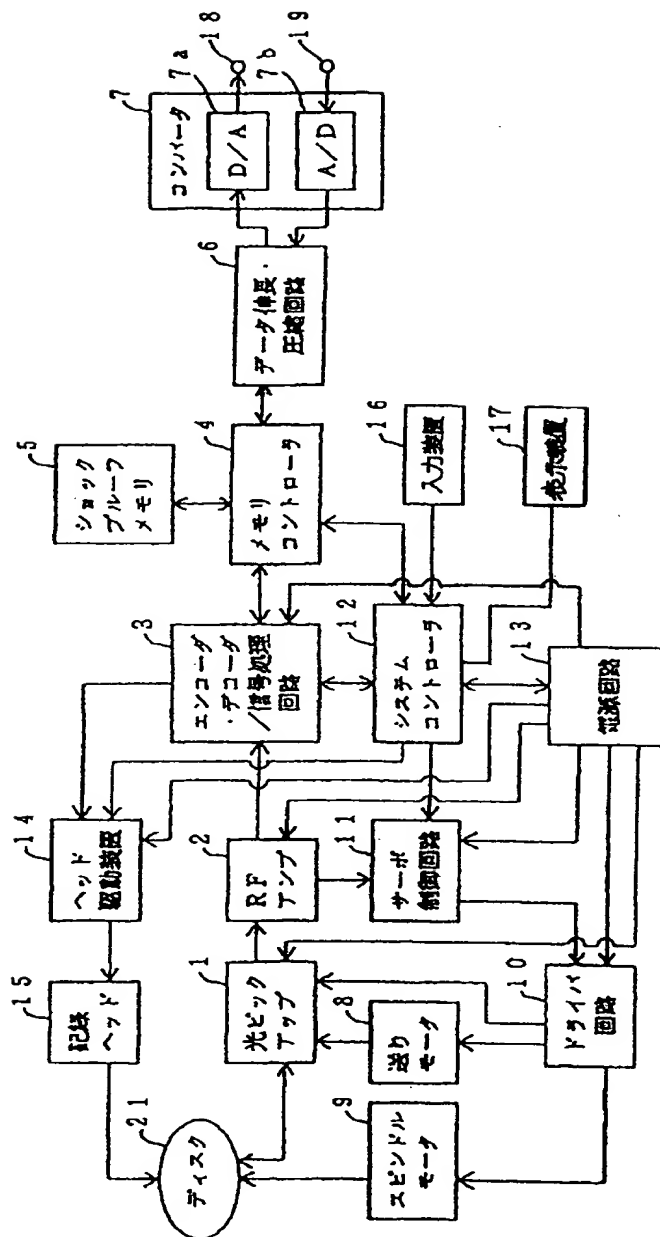 18
19
7
コンバータ
7a
D/A
7b
A/D
6
データ伸長・
圧縮回路
5
ショック
プルーフ
メモリ
4
メモリ
コントローラ
16
入力装置
17
表示装置
3
エンコーダ
・デコーダ
/信号処理
回路
12
システム
コントローラ
13
電源回路
14
ヘッド
駆動装置
2
RF
アンプ
11
サーボ
制御回路
15
記録
ヘッド
1
光ピック
アップ
8
送り
モータ
10
ドライバ
回路
21
ディスク
9
スピンドル
モータ